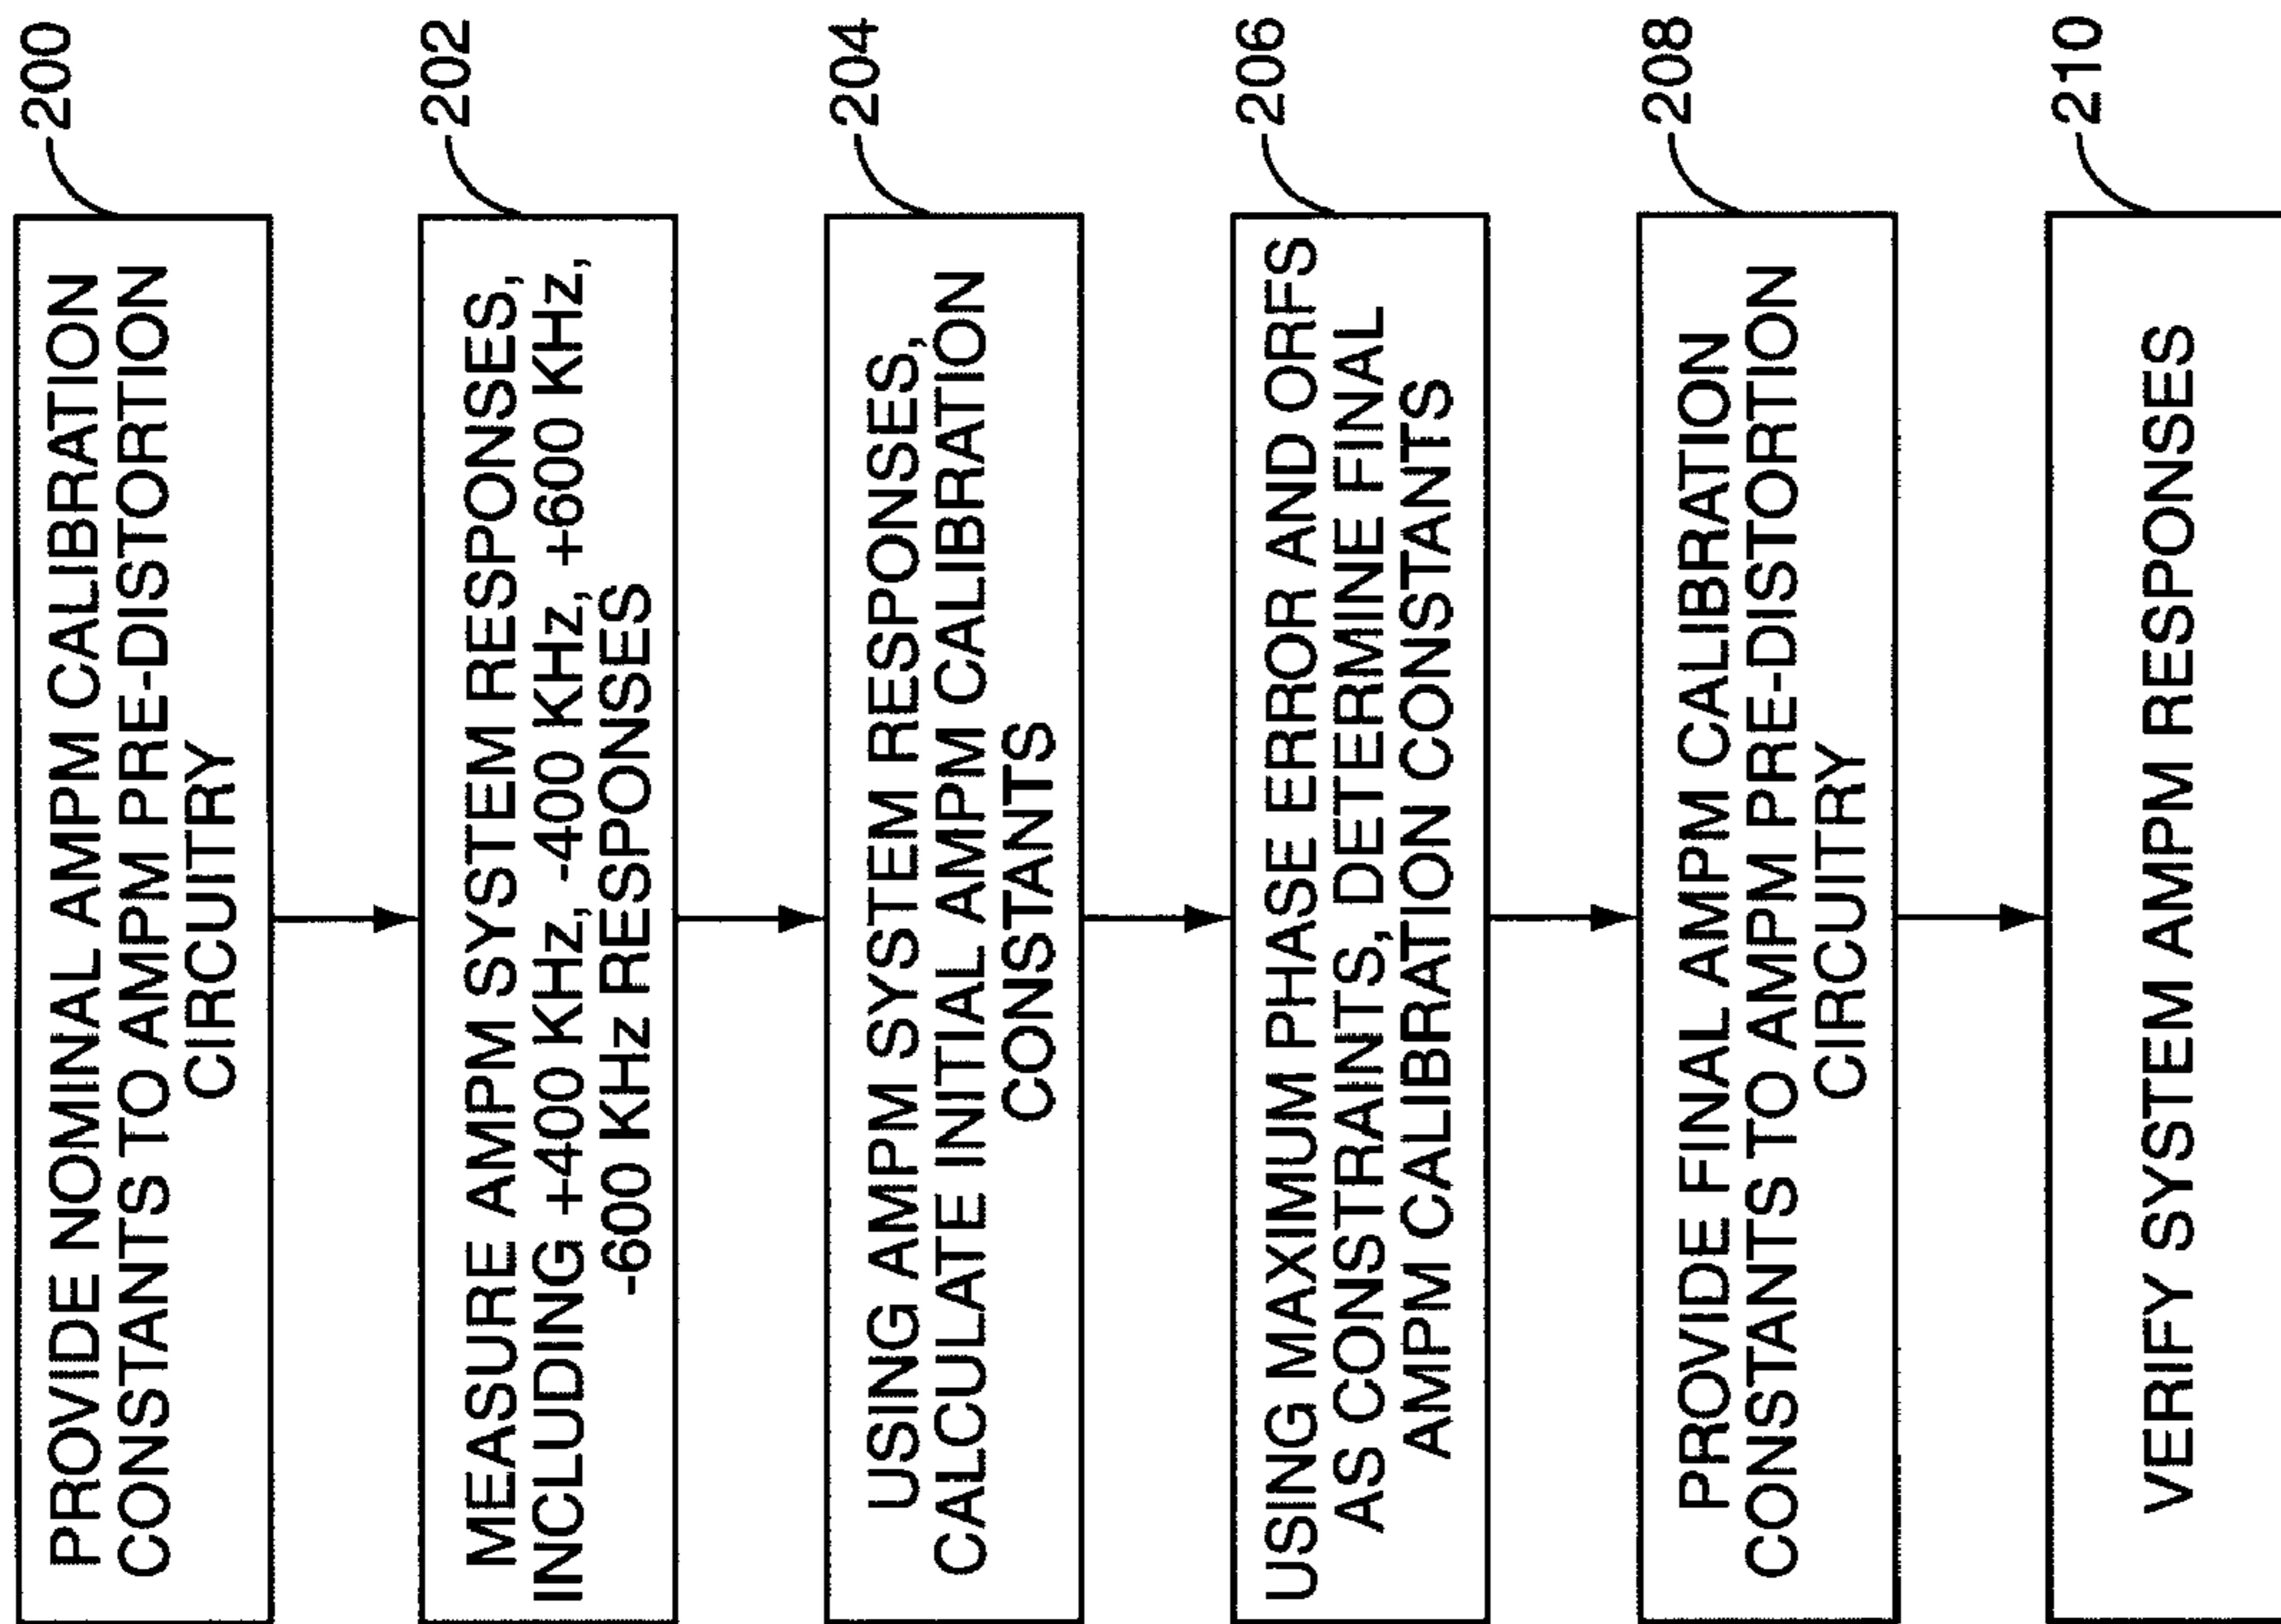 PROVIDE NOMINAL AMPM CALIBRATION
CONSTANTS TO AMPM PRE-DISTORTION
CIRCUITRY
200
MEASURE AMPM SYSTEM RESPONSES,
INCLUDING +400 KHz, -400 KHz, +600 KHz,
-600 KHz RESPONSES
202
USING AMPM SYSTEM RESPONSES,
CALCULATE INITIAL AMPM CALIBRATION
CONSTANTS
204
USING MAXIMUM PHASE ERROR AND ORFS
AS CONSTRAINTS, DETERMINE FINAL
AMPM CALIBRATION CONSTANTS
206
PROVIDE FINAL AMPM CALIBRATION
CONSTANTS TO AMPM PRE-DISTORTION
CIRCUITRY
208
VERIFY SYSTEM AMPM RESPONSES
210